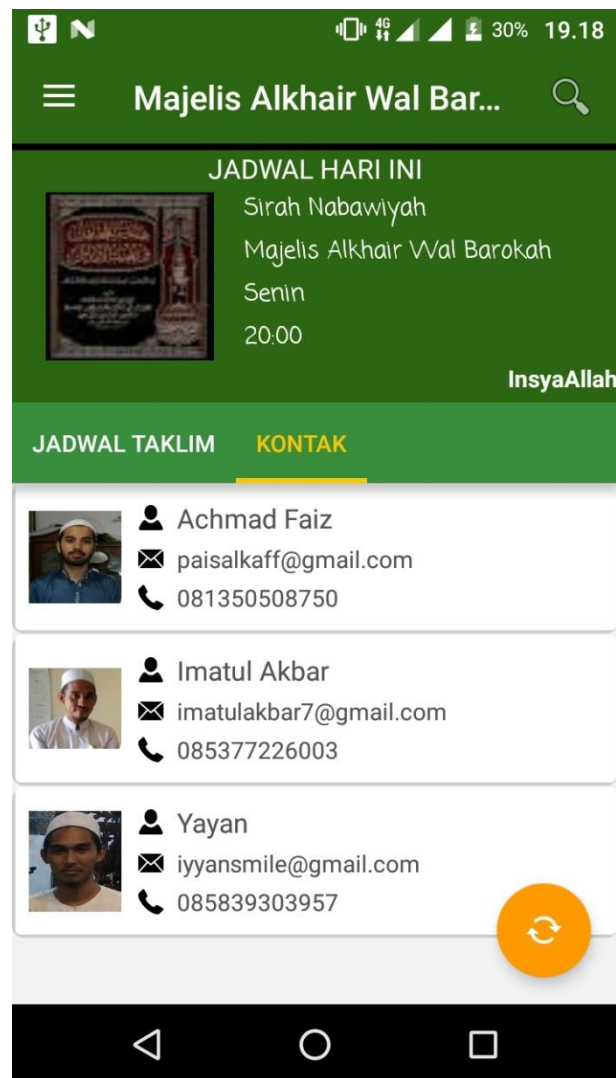 4G 30% 19.18
Majelis Alkhair Wal Bar...
JADWAL HARI INI
Sirah Nabawiyah
Majelis Alkhair Wal Barokah
Senin
20:00
InsyaAllah
JADWAL TAKLIM KONTAK
Achmad Faiz
paisalkaff@gmail.com
081350508750
Imatul Akbar
imatulakbar7@gmail.com
085377226003
Yayan
iyyansmile@gmail.com
085839303957